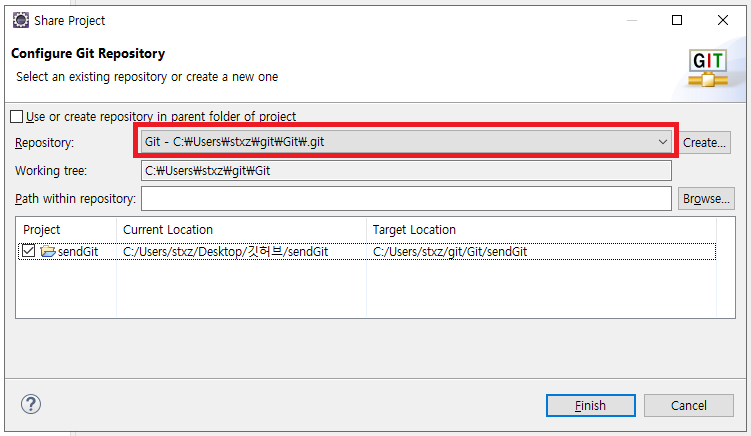 Share Project
Configure Git Repository
Select an existing repository or create a new one
GIT
Use or create repository in parent folder of project
Repository: Git - C:₩Users₩stxz₩git₩Git₩.git Create...
Working tree: C:₩Users₩stxz₩git₩Git
Path within repository: Browse...
Project Current Location Target Location
sendGit C:/Users/stxz/Desktop/깃허브/sendGit C:/Users/stxz/git/Git/sendGit
? Finish Cancel